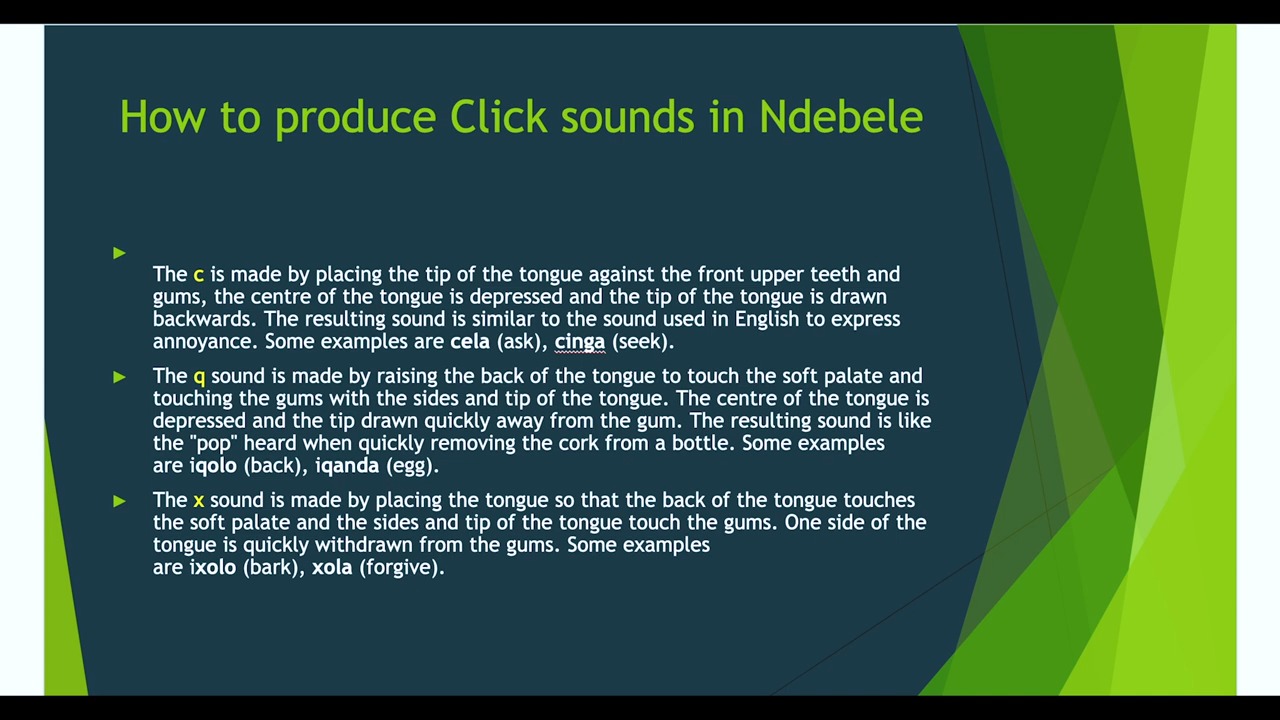 How to produce Click sounds in Ndebele
The c is made by placing the tip of the tongue against the front upper teeth and
gums, the centre of the tongue is depressed and the tip of the tongue is drawn
backwards. The resulting sound is similar to the sound used in English to express
annoyance. Some examples are cela (ask), cinga (seek).
The q sound is made by raising the back of the tongue to touch the soft palate and
touching the gums with the sides and tip of the tongue. The centre of the tongue is
depressed and the tip drawn quickly away from the gum. The resulting sound is like
the "pop" heard when quickly removing the cork from a bottle. Some examples
are iqolo (back), iqanda (egg).
The x sound is made by placing the tongue so that the back of the tongue touches
the soft palate and the sides and tip of the tongue touch the gums. One side of the
tongue is quickly withdrawn from the gums. Some examples
are ixolo (bark), xola (forgive).